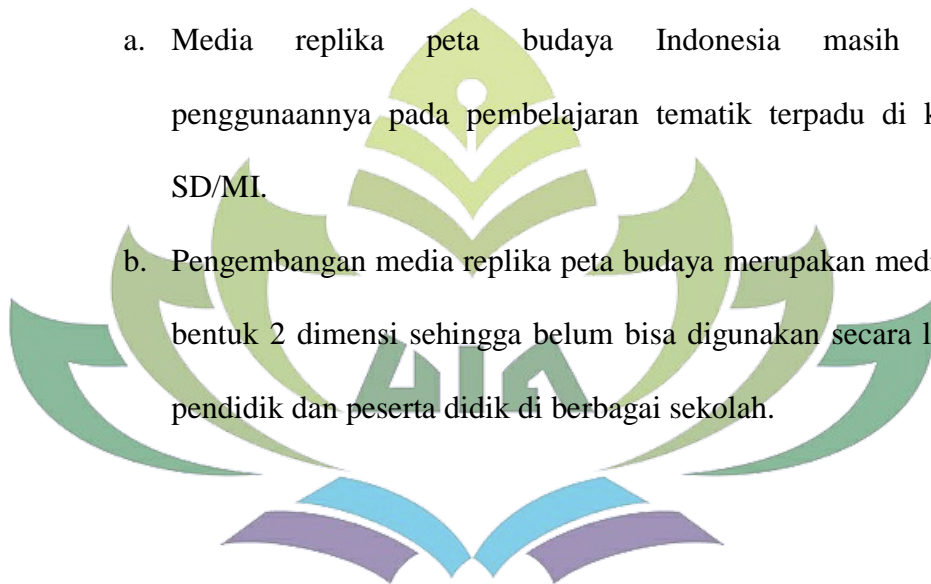 a. Media replika peta budaya Indonesia masih
penggunaannya pada pembelajaran tematik terpadu di
SD/MI.
b. Pengembangan media replika peta budaya merupakan
bentuk 2 dimensi sehingga belum bisa digunakan secara
UIN
pendidik dan peserta didik di berbagai sekolah.